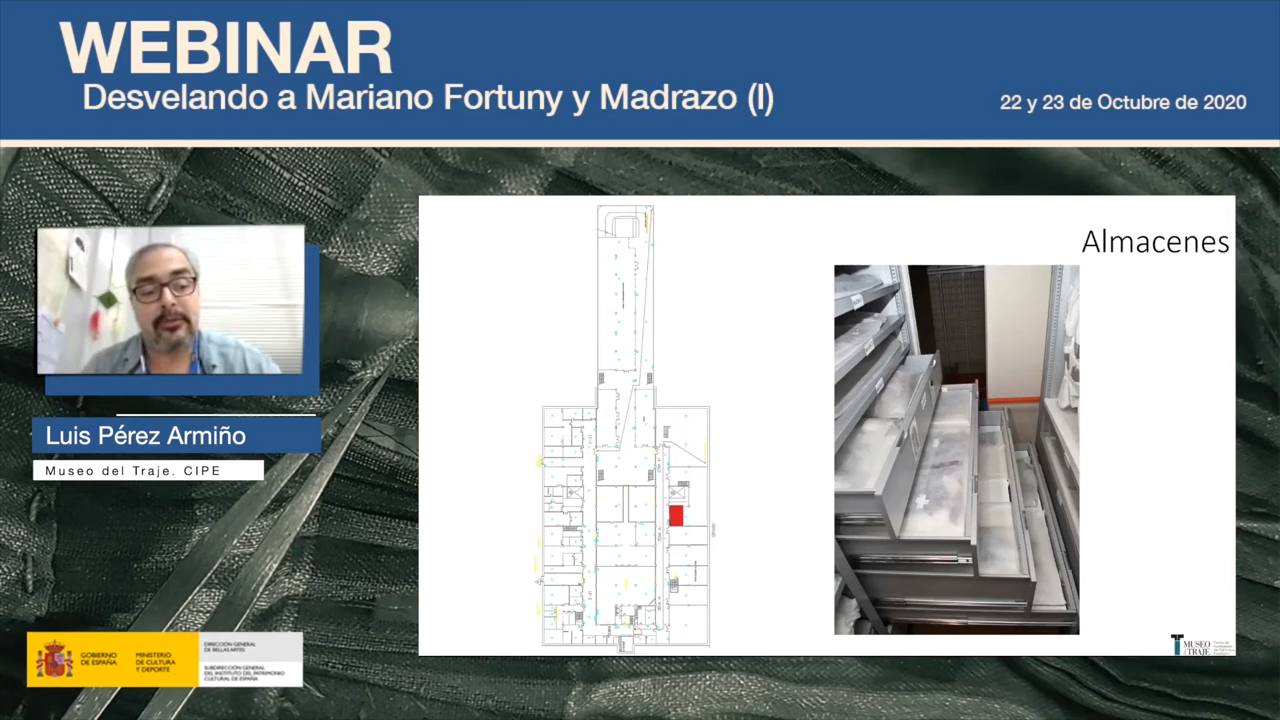 WEBINAR
Desvelando a Mariano Fortuny y Madrazo (I)
22 y 23 de Octubre de 2020
Almacenes
Luis Pérez Armiño
Museo del Traje. CIPE
GOBIERNO
DE ESPAÑA
MINISTERIO
DE CULTURA
Y DEPORTE
DIRECCIÓN GENERAL
DE BELLAS ARTES
SUBDIRECCIÓN GENERAL
DEL INSTITUTO DEL PATRIMONIO
CULTURAL DE ESPAÑA
MUSEO
TRAJE